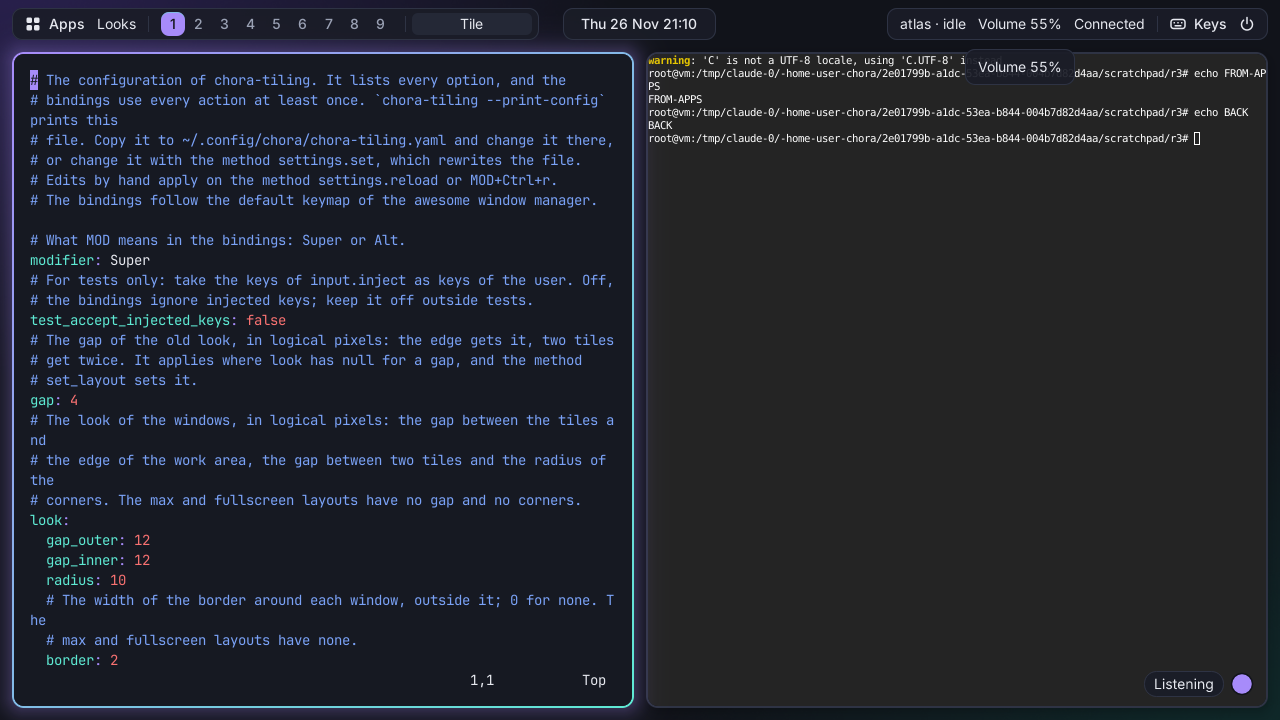 Apps Looks 1 2 3 4 5 6 7 8 9 Tile Thu 26 Nov 21:10 atlas · idle Volume 55% Connected Keys
# The configuration of chora-tiling. It lists every option, and the
# bindings use every action at least once. `chora-tiling --print-config`
prints this
# file. Copy it to ~/.config/chora/chora-tiling.yaml and change it there,
# or change it with the method settings.set, which rewrites the file.
# Edits by hand apply on the method settings.reload or MOD+Ctrl+r.
# The bindings follow the default keymap of the awesome window manager.
# What MOD means in the bindings: Super or Alt.
modifier: Super
# For tests only: take the keys of input.inject as keys of the user. Off,
# the bindings ignore injected keys; keep it off outside tests.
test_accept_injected_keys: false
# The gap of the old look, in logical pixels: the edge gets it, two tiles
# get twice. It applies where look has null for a gap, and the method
# set_layout sets it.
gap: 4
# The look of the windows, in logical pixels: the gap between the tiles a
nd
# the edge of the work area, the gap between two tiles and the radius of
the
# corners. The max and fullscreen layouts have no gap and no corners.
look:
gap_outer: 12
gap_inner: 12
radius: 10
# The width of the border around each window, outside it; 0 for none. T
he
# max and fullscreen layouts have none.
border: 2
1,1 Top
warning: 'C' is not a UTF-8 locale, using 'C.UTF-8'
Volume 55%
root@vm:/tmp/claude-0/-home-user-chora/2e01799b-a1dc-53ea-b844-004b7d82d4aa/scratchpad/r3# echo FROM-AP
PS
FROM-APPS
root@vm:/tmp/claude-0/-home-user-chora/2e01799b-a1dc-53ea-b844-004b7d82d4aa/scratchpad/r3# echo BACK
BACK
root@vm:/tmp/claude-0/-home-user-chora/2e01799b-a1dc-53ea-b844-004b7d82d4aa/scratchpad/r3#
Listening